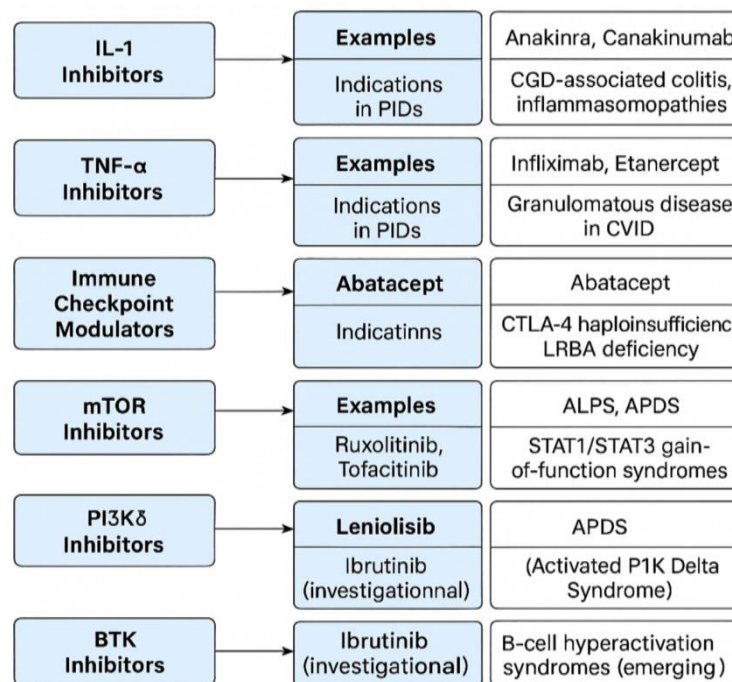 IL-1
Inhibitors
Examples
Anakinra, Canakinumab
Indications
in PIDs
CGD-associated colitis,
inflammasomopathies
TNF-α
Inhibitors
Examples
Infliximab, Etanercept
Indications
in PIDs
Granulomatous disease
in CVID
Immune
Checkpoint
Modulators
Abatacept
Abatacept
Indicatinns
CTLA-4 haploinsufficienc
LRBA deficiency
mTOR
Inhibitors
Examples
ALPS, APDS
Ruxolitinib,
Tofacitinib
STAT1/STAT3 gain-
of-function syndromes
PI3Kδ
Inhibitors
Leniolisib
APDS
Ibrutinib
(investigationnal)
(Activated P1K Delta
Syndrome)
BTK
Inhibitors
Ibrutinib
(investigational)
B-cell hyperactivation
syndromes (emerging)